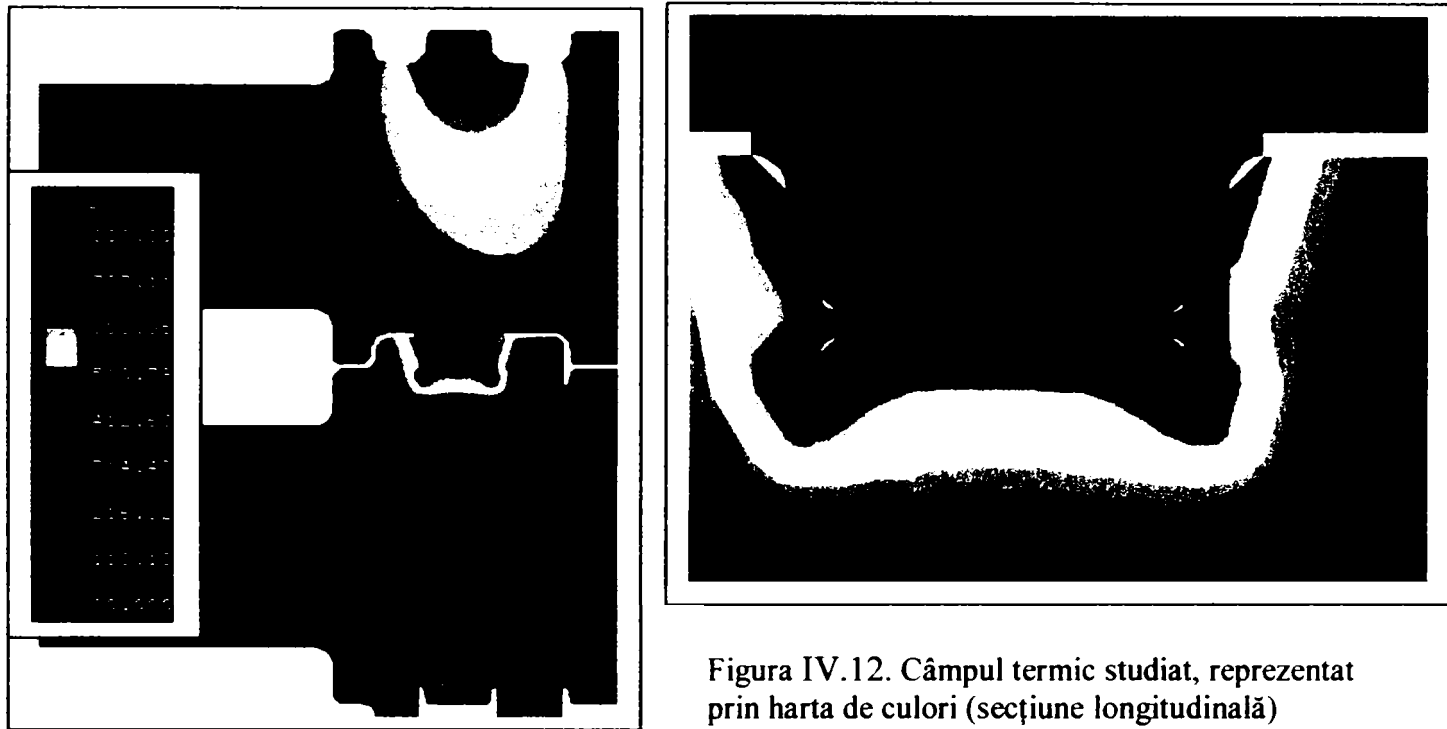 Figura IV.12. Câmpul termic studiat, reprezentat
prin harta de culori (secțiune longitudinală)